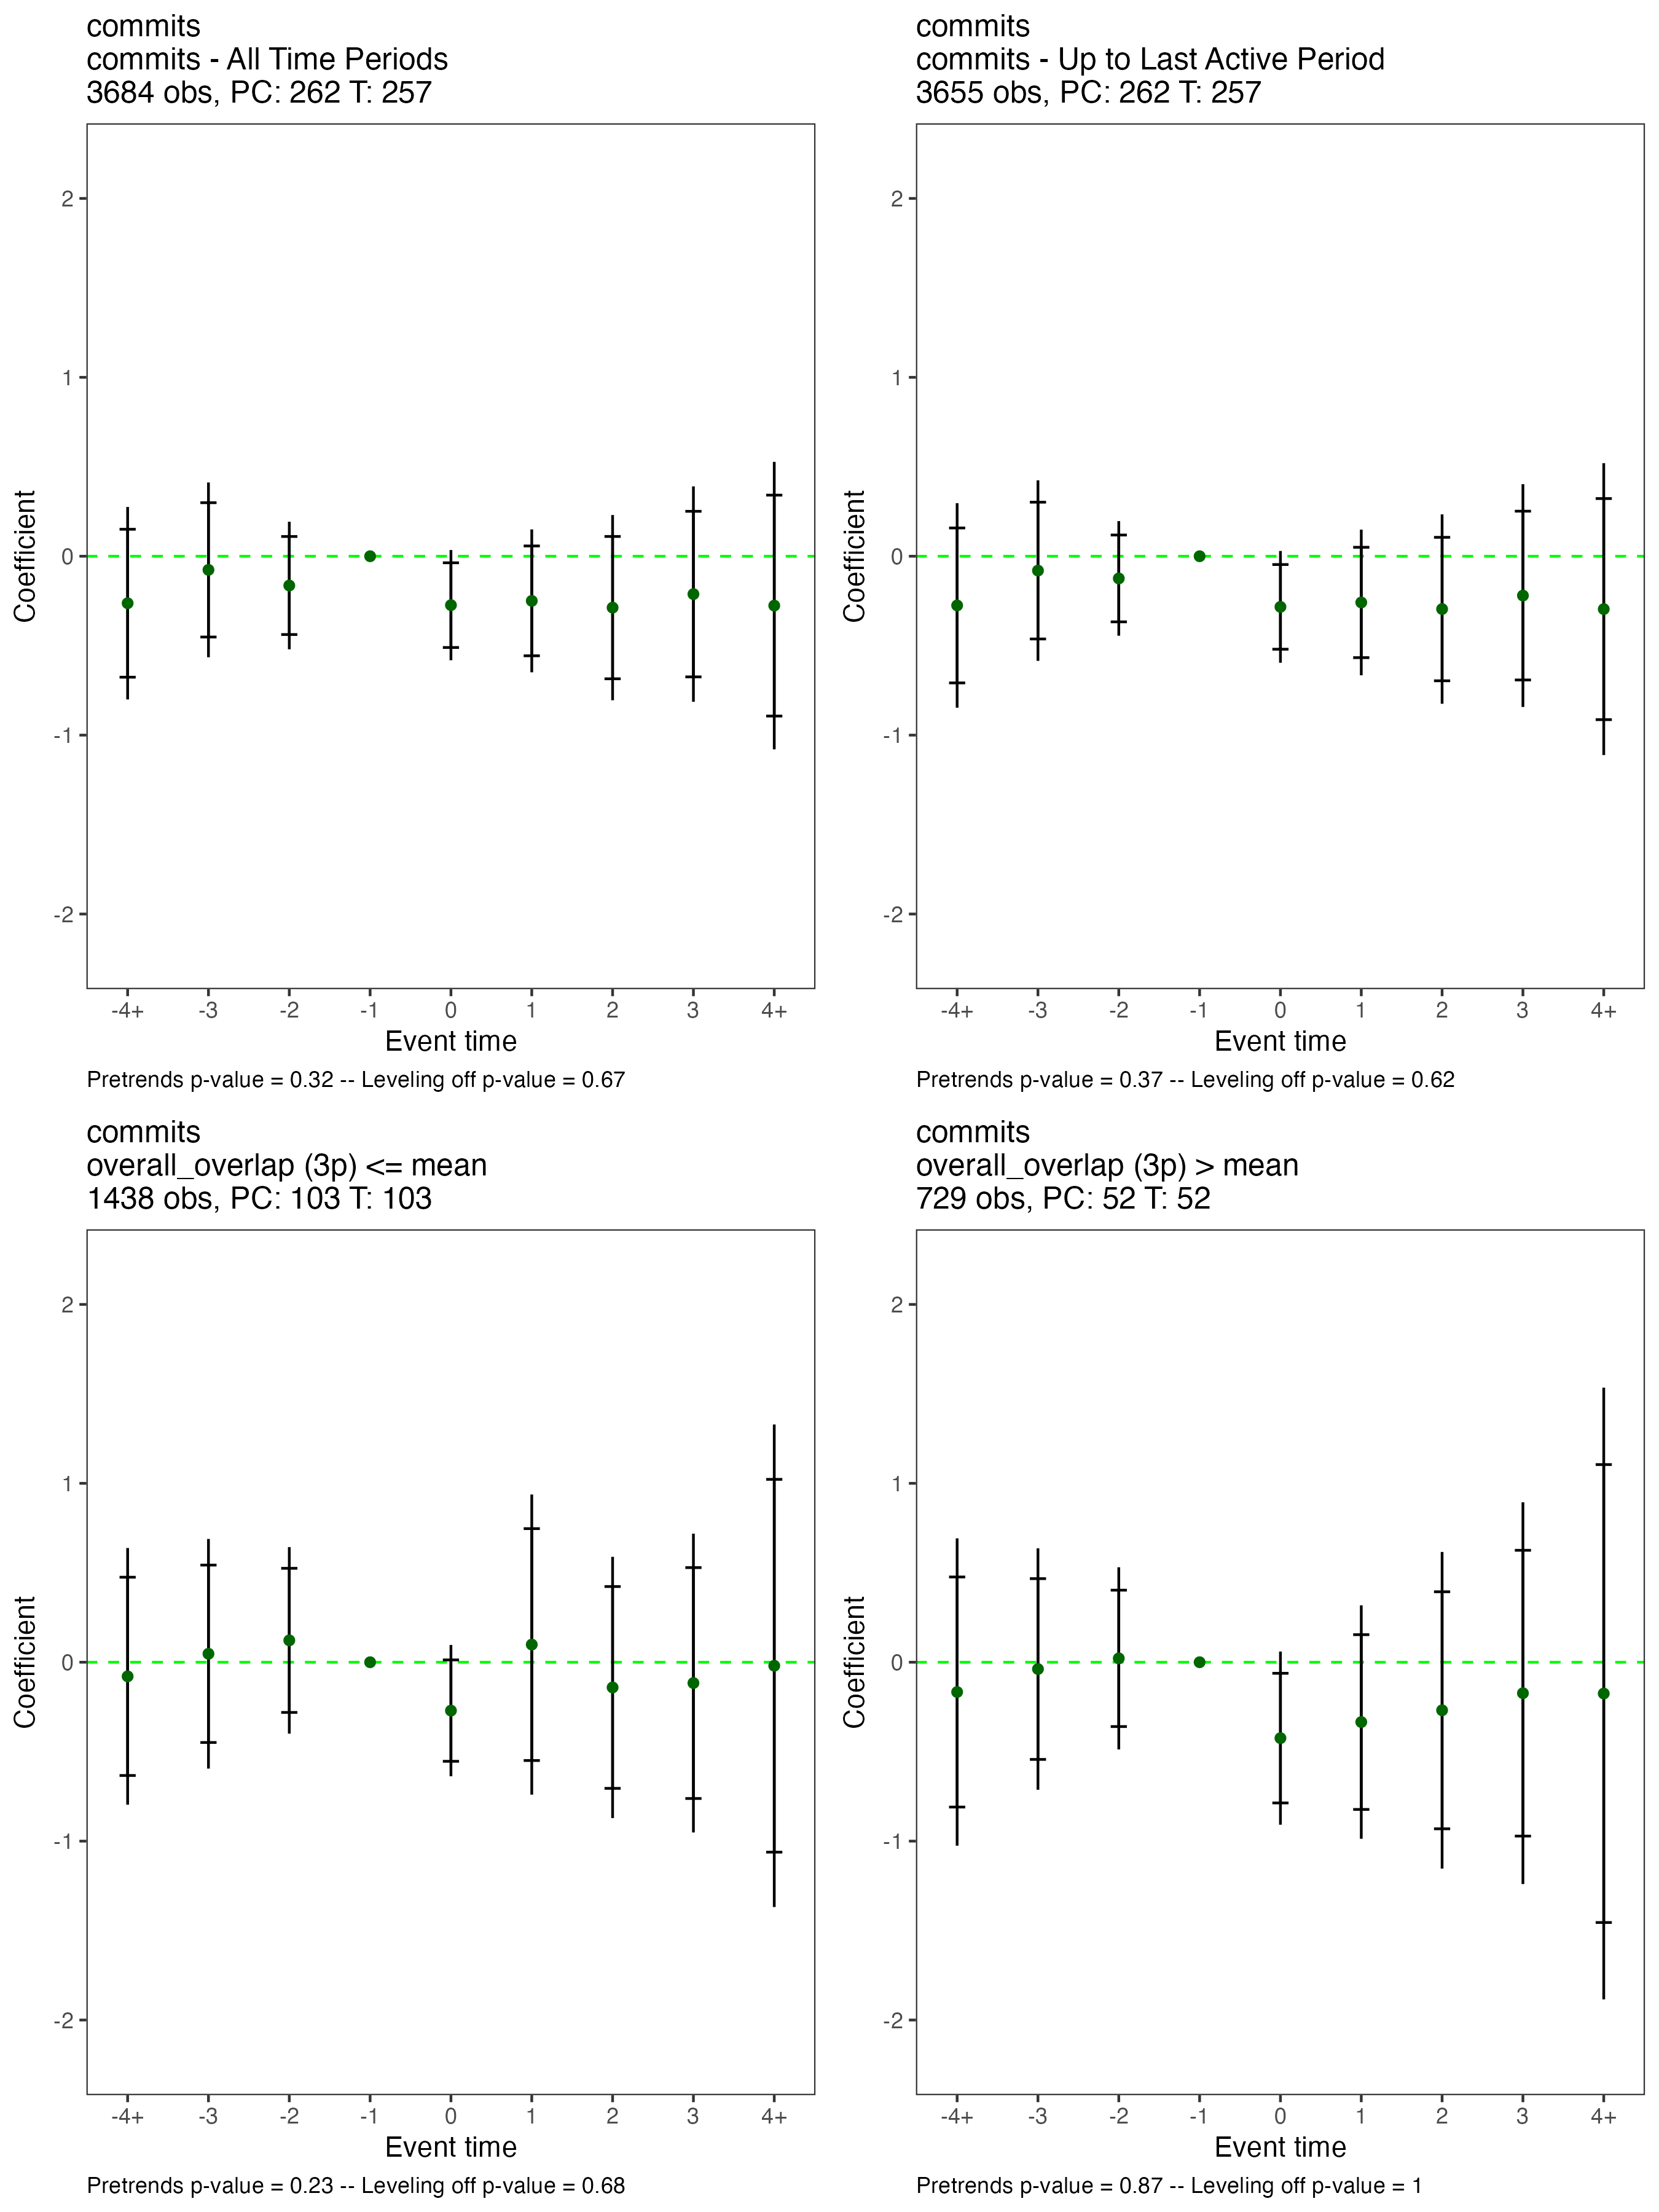 commits
commits - All Time Periods
3684 obs, PC: 262 T: 257
2
1
0
-1
-2
Coefficient
-4+ -3 -2 -1 0 1 2 3 4+
Event time
Pretrends p-value = 0.32 -- Leveling off p-value = 0.67
commits
commits - Up to Last Active Period
3655 obs, PC: 262 T: 257
2
1
0
-1
-2
Coefficient
-4+ -3 -2 -1 0 1 2 3 4+
Event time
Pretrends p-value = 0.37 -- Leveling off p-value = 0.62
commits
overall_overlap (3p) <= mean
1438 obs, PC: 103 T: 103
2
1
0
-1
-2
Coefficient
-4+ -3 -2 -1 0 1 2 3 4+
Event time
Pretrends p-value = 0.23 -- Leveling off p-value = 0.68
commits
overall_overlap (3p) > mean
729 obs, PC: 52 T: 52
2
1
0
-1
-2
Coefficient
-4+ -3 -2 -1 0 1 2 3 4+
Event time
Pretrends p-value = 0.87 -- Leveling off p-value = 1